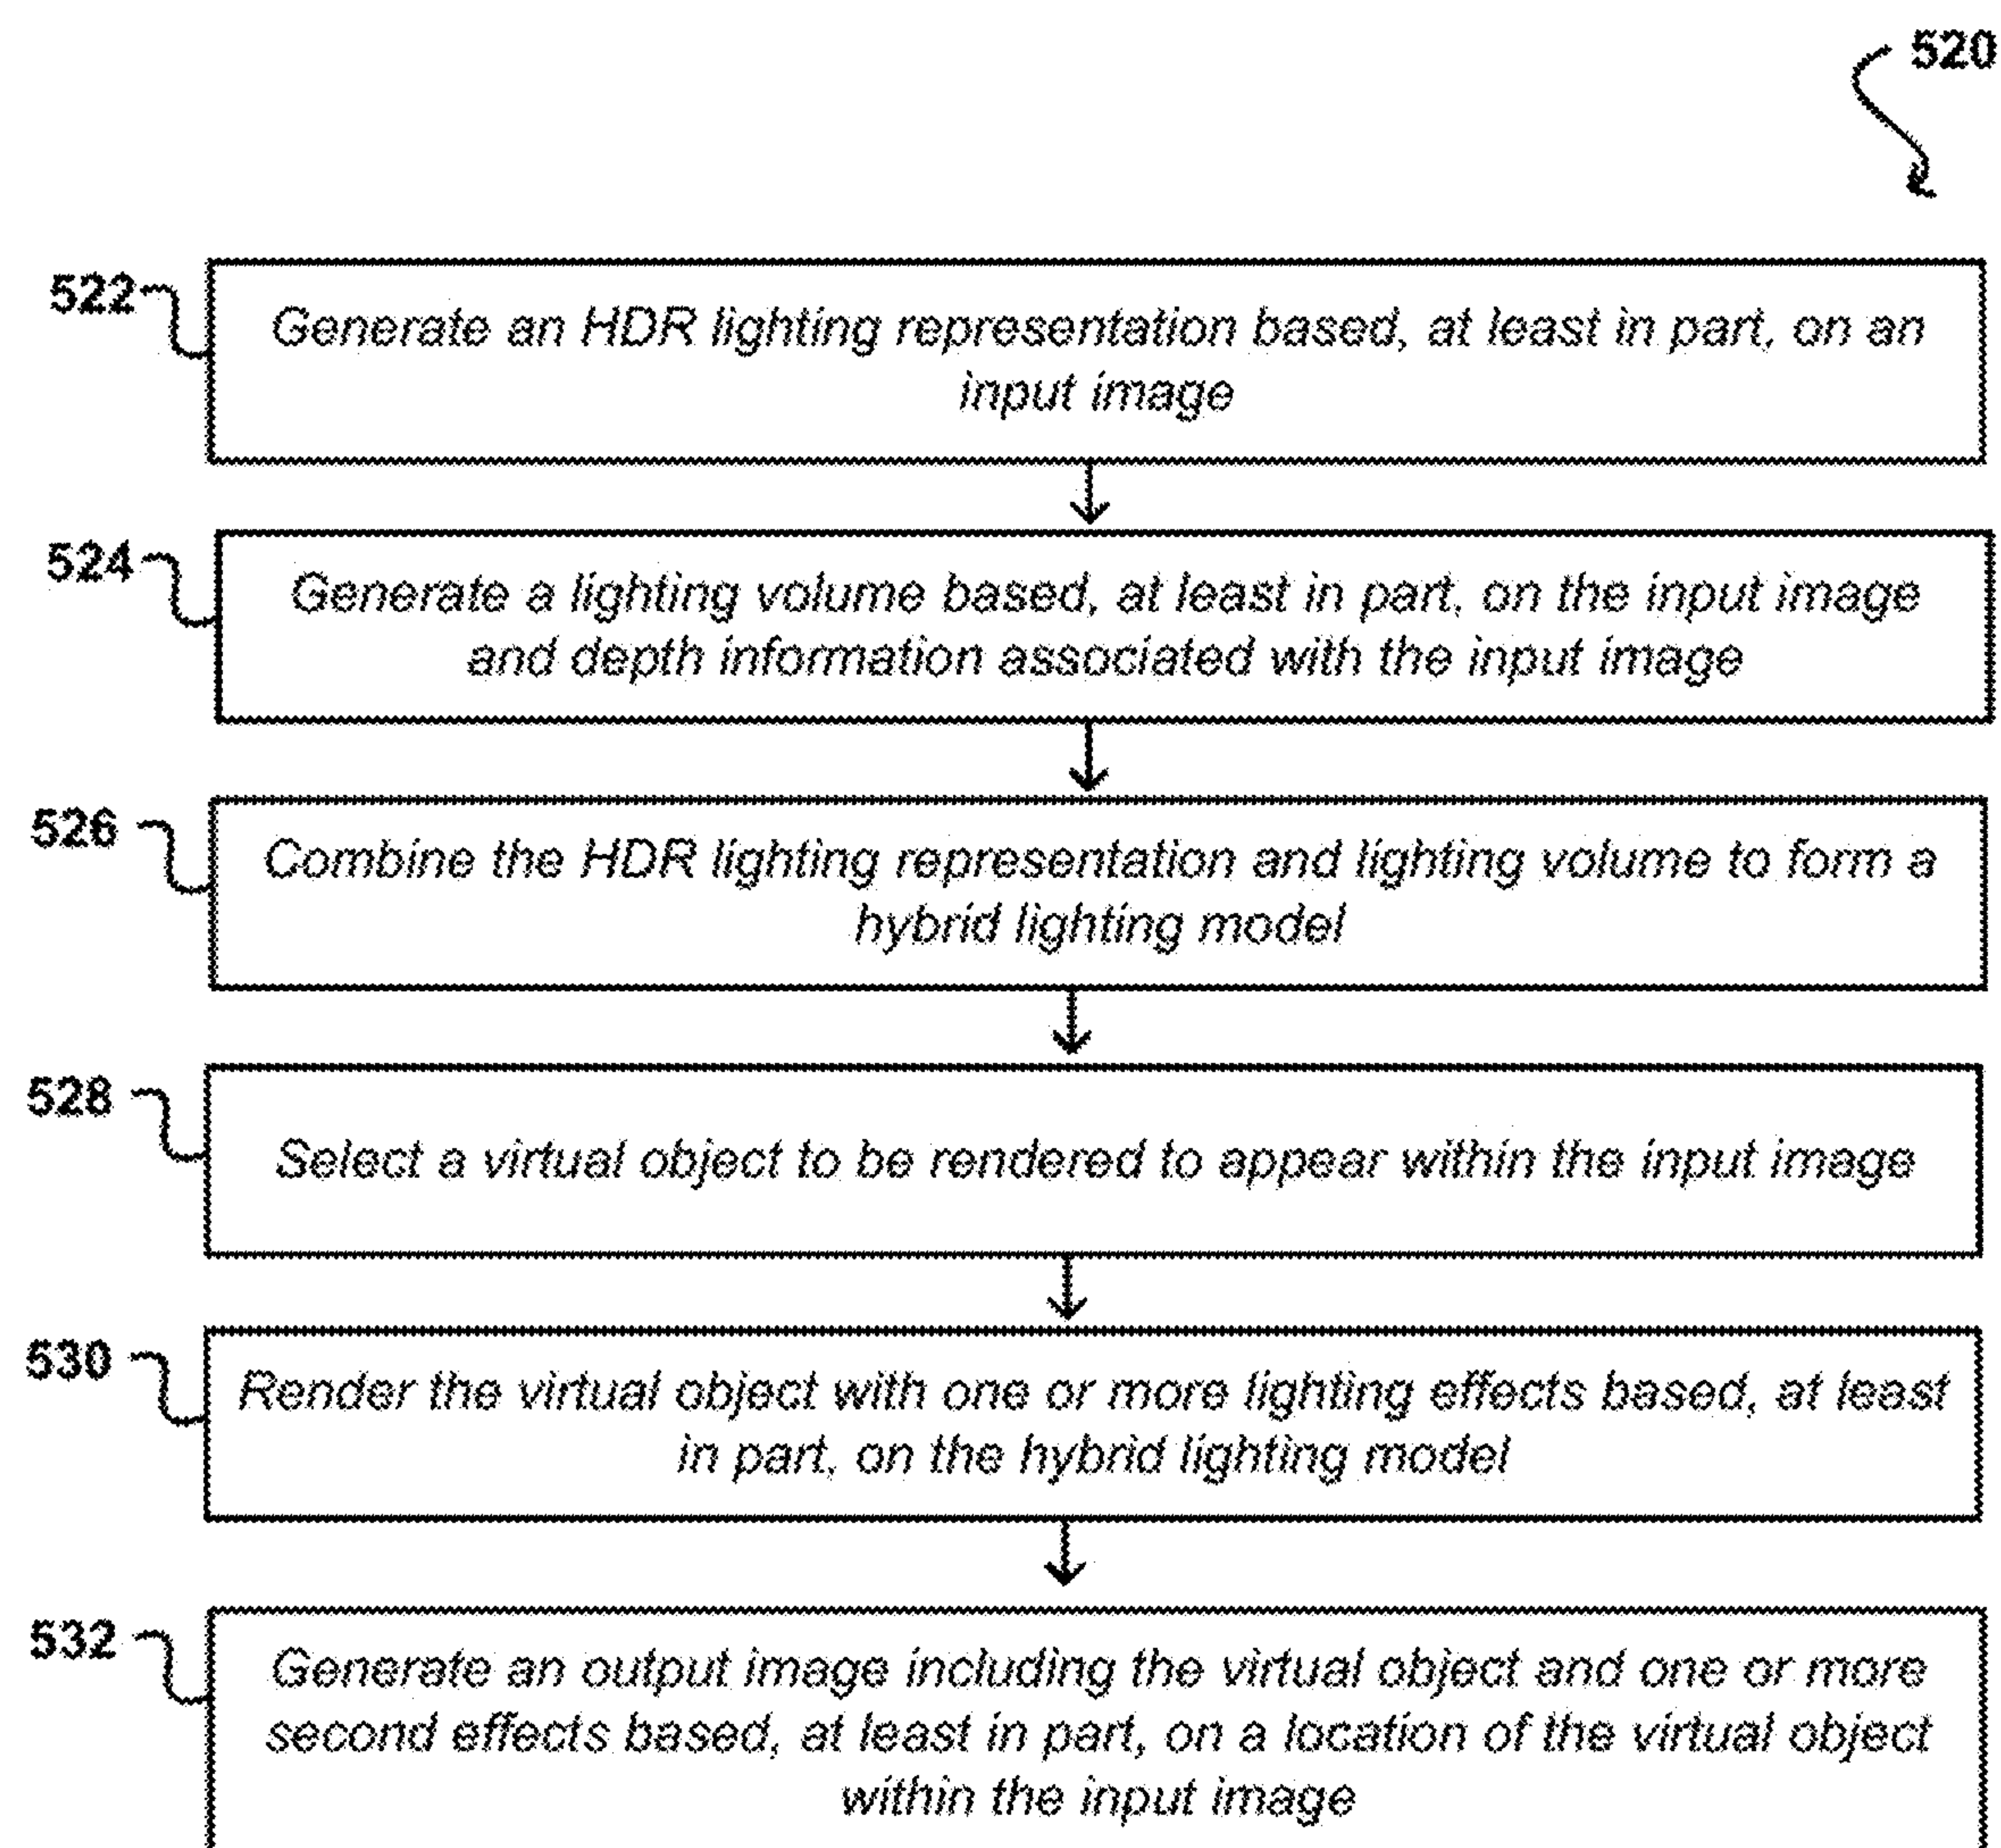 520
522
Generate an HDR lighting representation based, at least in part, on an
input image
524
Generate a lighting volume based, at least in part, on the input image
and depth information associated with the input image
526
Combine the HDR lighting representation and lighting volume to form a
hybrid lighting model
528
Select a virtual object to be rendered to appear within the input image
530
Render the virtual object with one or more lighting effects based, at least
in part, on the hybrid lighting model
532
Generate an output image including the virtual object and one or more
second effects based, at least in part, on a location of the virtual object
within the input image